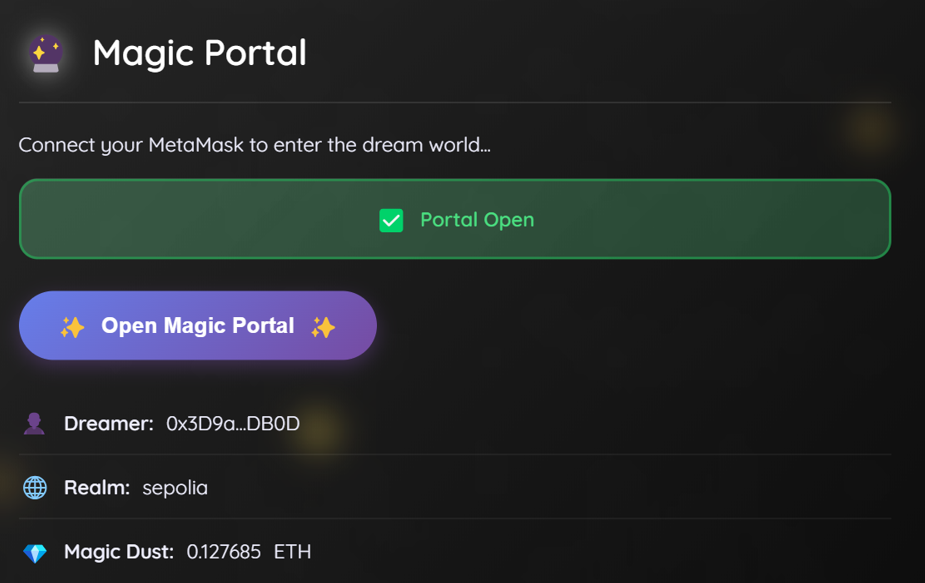 Magic Portal
Connect your MetaMask to enter the dream world...
Portal Open
Open Magic Portal
Dreamer: 0x3D9a...DB0D
Realm: sepolia
Magic Dust: 0.127685 ETH